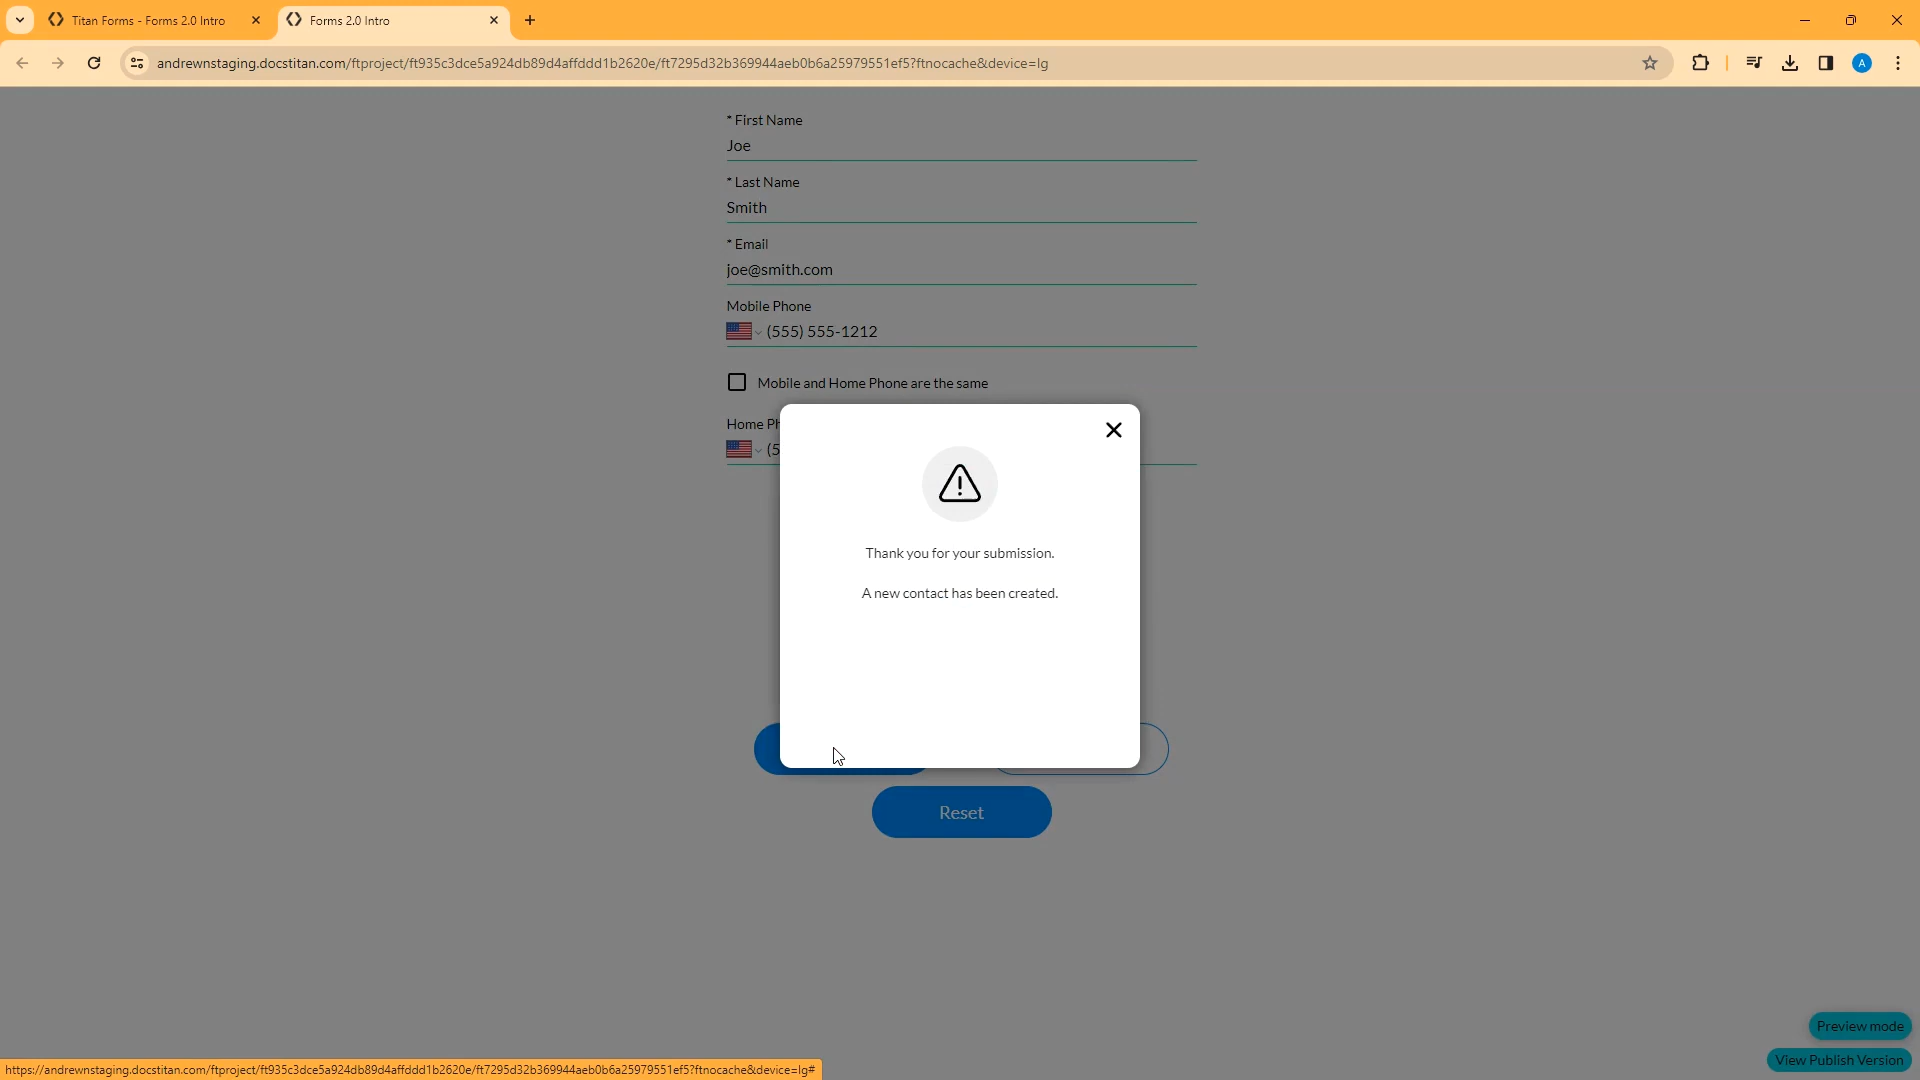 Titan Forms - Forms 2.0 Intro
Forms 2.0 Intro
andrewnstaging.docstitan.com/ftproject/ft935c3dce5a924db89d4affddd1b2620e/ft7295d32b369944aeb0b6a25979551ef5?ftnocache&device=lg
A
* First Name
Joe
* Last Name
Smith
* Email
joe@smith.com
Mobile Phone
(555) 555-1212
Mobile and Home Phone are the same
Home Ph
(5
Thank you for your submission.
A new contact has been created.
Reset
Preview mode
View Publish Version
https://andrewnstaging.docstitan.com/ftproject/ft935c3dce5a924db89d4affddd1b2620e/ft7295d32b369944aeb0b6a25979551ef5?ftnocache&device=lg#